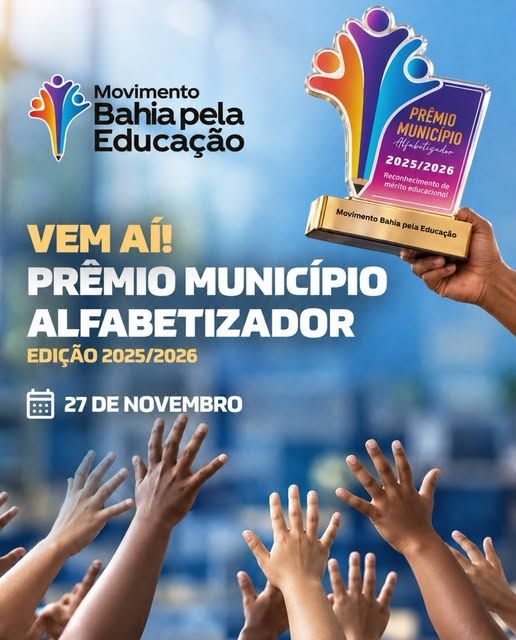 Movimento
Bahia pela
Educação
PRÊMIO
MUNICÍPIO
Alfabetizador
2025/2026
Reconhecimento de
mérito educacional
Movimento Bahia pela Educação
VEM AÍ!
PRÊMIO MUNICÍPIO
ALFABETIZADOR
EDIÇÃO 2025/2026
27 DE NOVEMBRO